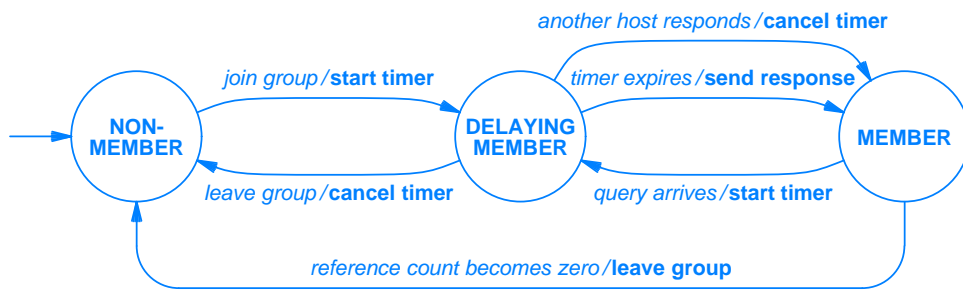 another host responds / cancel timer
join group / start timer
timer expires / send response
NON-
MEMBER
DELAYING
MEMBER
MEMBER
leave group / cancel timer
query arrives / start timer
reference count becomes zero / leave group